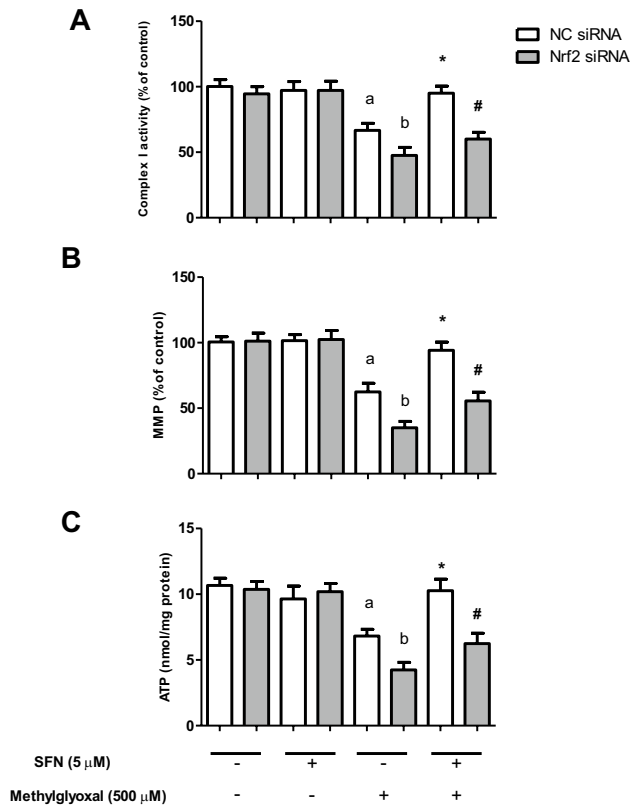 A
NC siRNA
Nrf2 siRNA
Complex I activity (% of control)
150
100
50
0
a
b
*
#
B
MMP (% of control)
150
100
50
0
a
b
*
#
C
ATP (nmol/mg protein)
15
10
5
0
a
b
*
#
SFN (5 μM) - + - +
Methylglyoxal (500 μM) - - + +